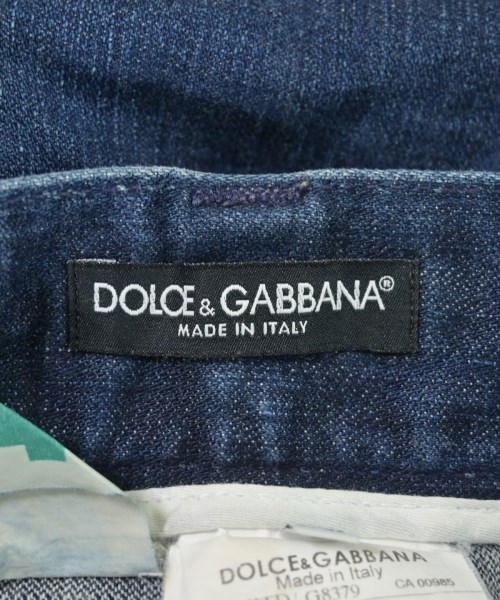 DOLCE & GABBANA®
MADE IN ITALY
DOLCE&GABBANA
Made in Italy
CA 00985
G8379